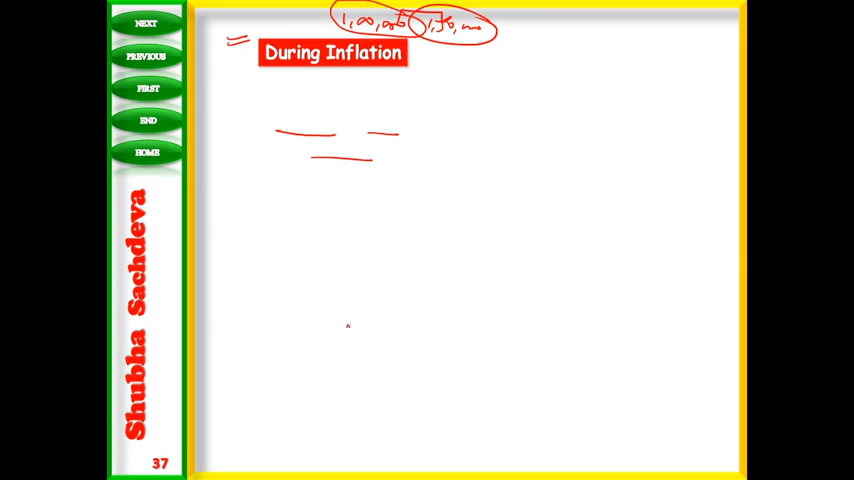 1,00,000 1,50,000
During Inflation
NEXT
PREVIOUS
FIRST
END
HOME
Shubha Sachdeva
37